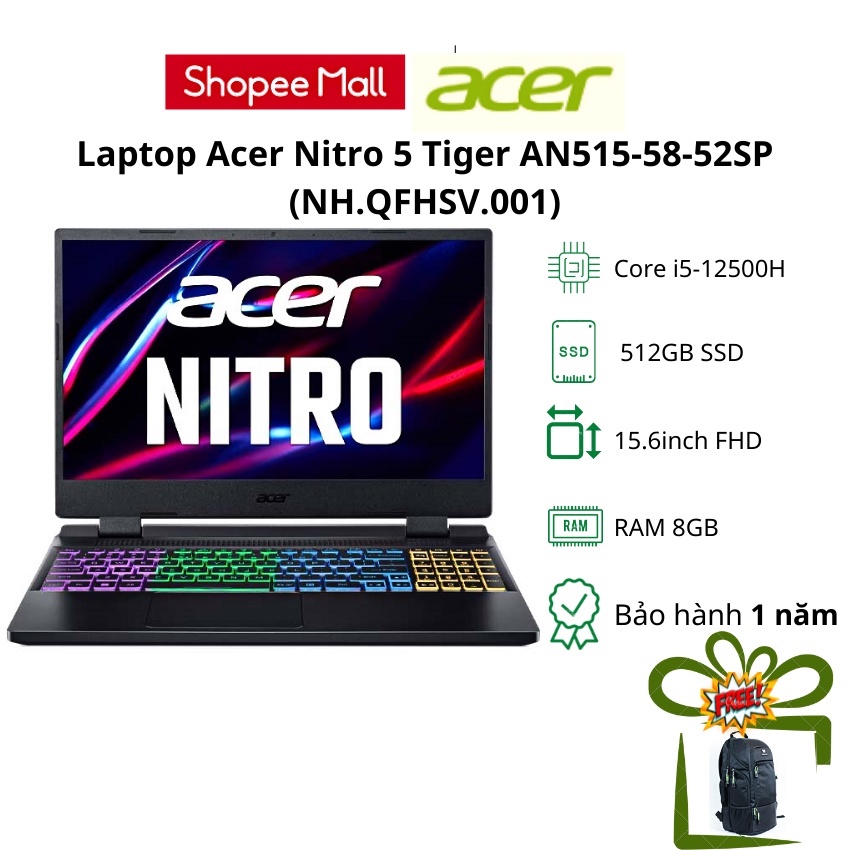 Shopee Mall
acer
Laptop Acer Nitro 5 Tiger AN515-58-52SP
(NH.QFHSV.001)
acer
NITRO
acer
Core i5-12500H
SSD
512GB SSD
15.6inch FHD
RAM
RAM 8GB
Bảo hành 1 năm
FREE!